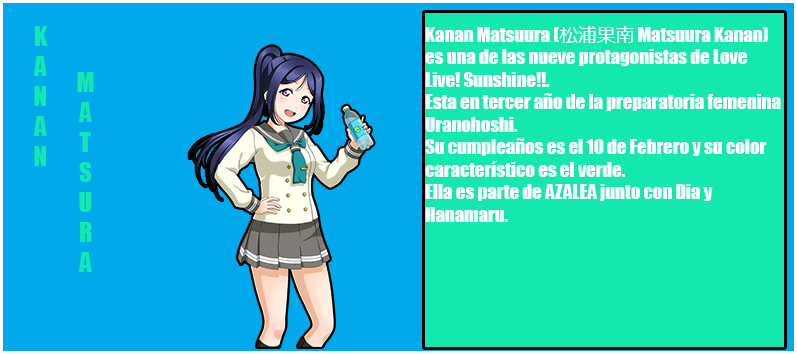 KANAN
MATSURA
Kanan Matsuura (松浦果南 Matsuura Kanan)
es una de las nueve protagonistas de Love
Live! Sunshine!!.
Esta en tercer año de la preparatoria femenina
Uranohoshi.
Su cumpleaños es el 10 de Febrero y su color
característico es el verde.
Ella es parte de AZALEA junto con Dia y
Hanamaru.